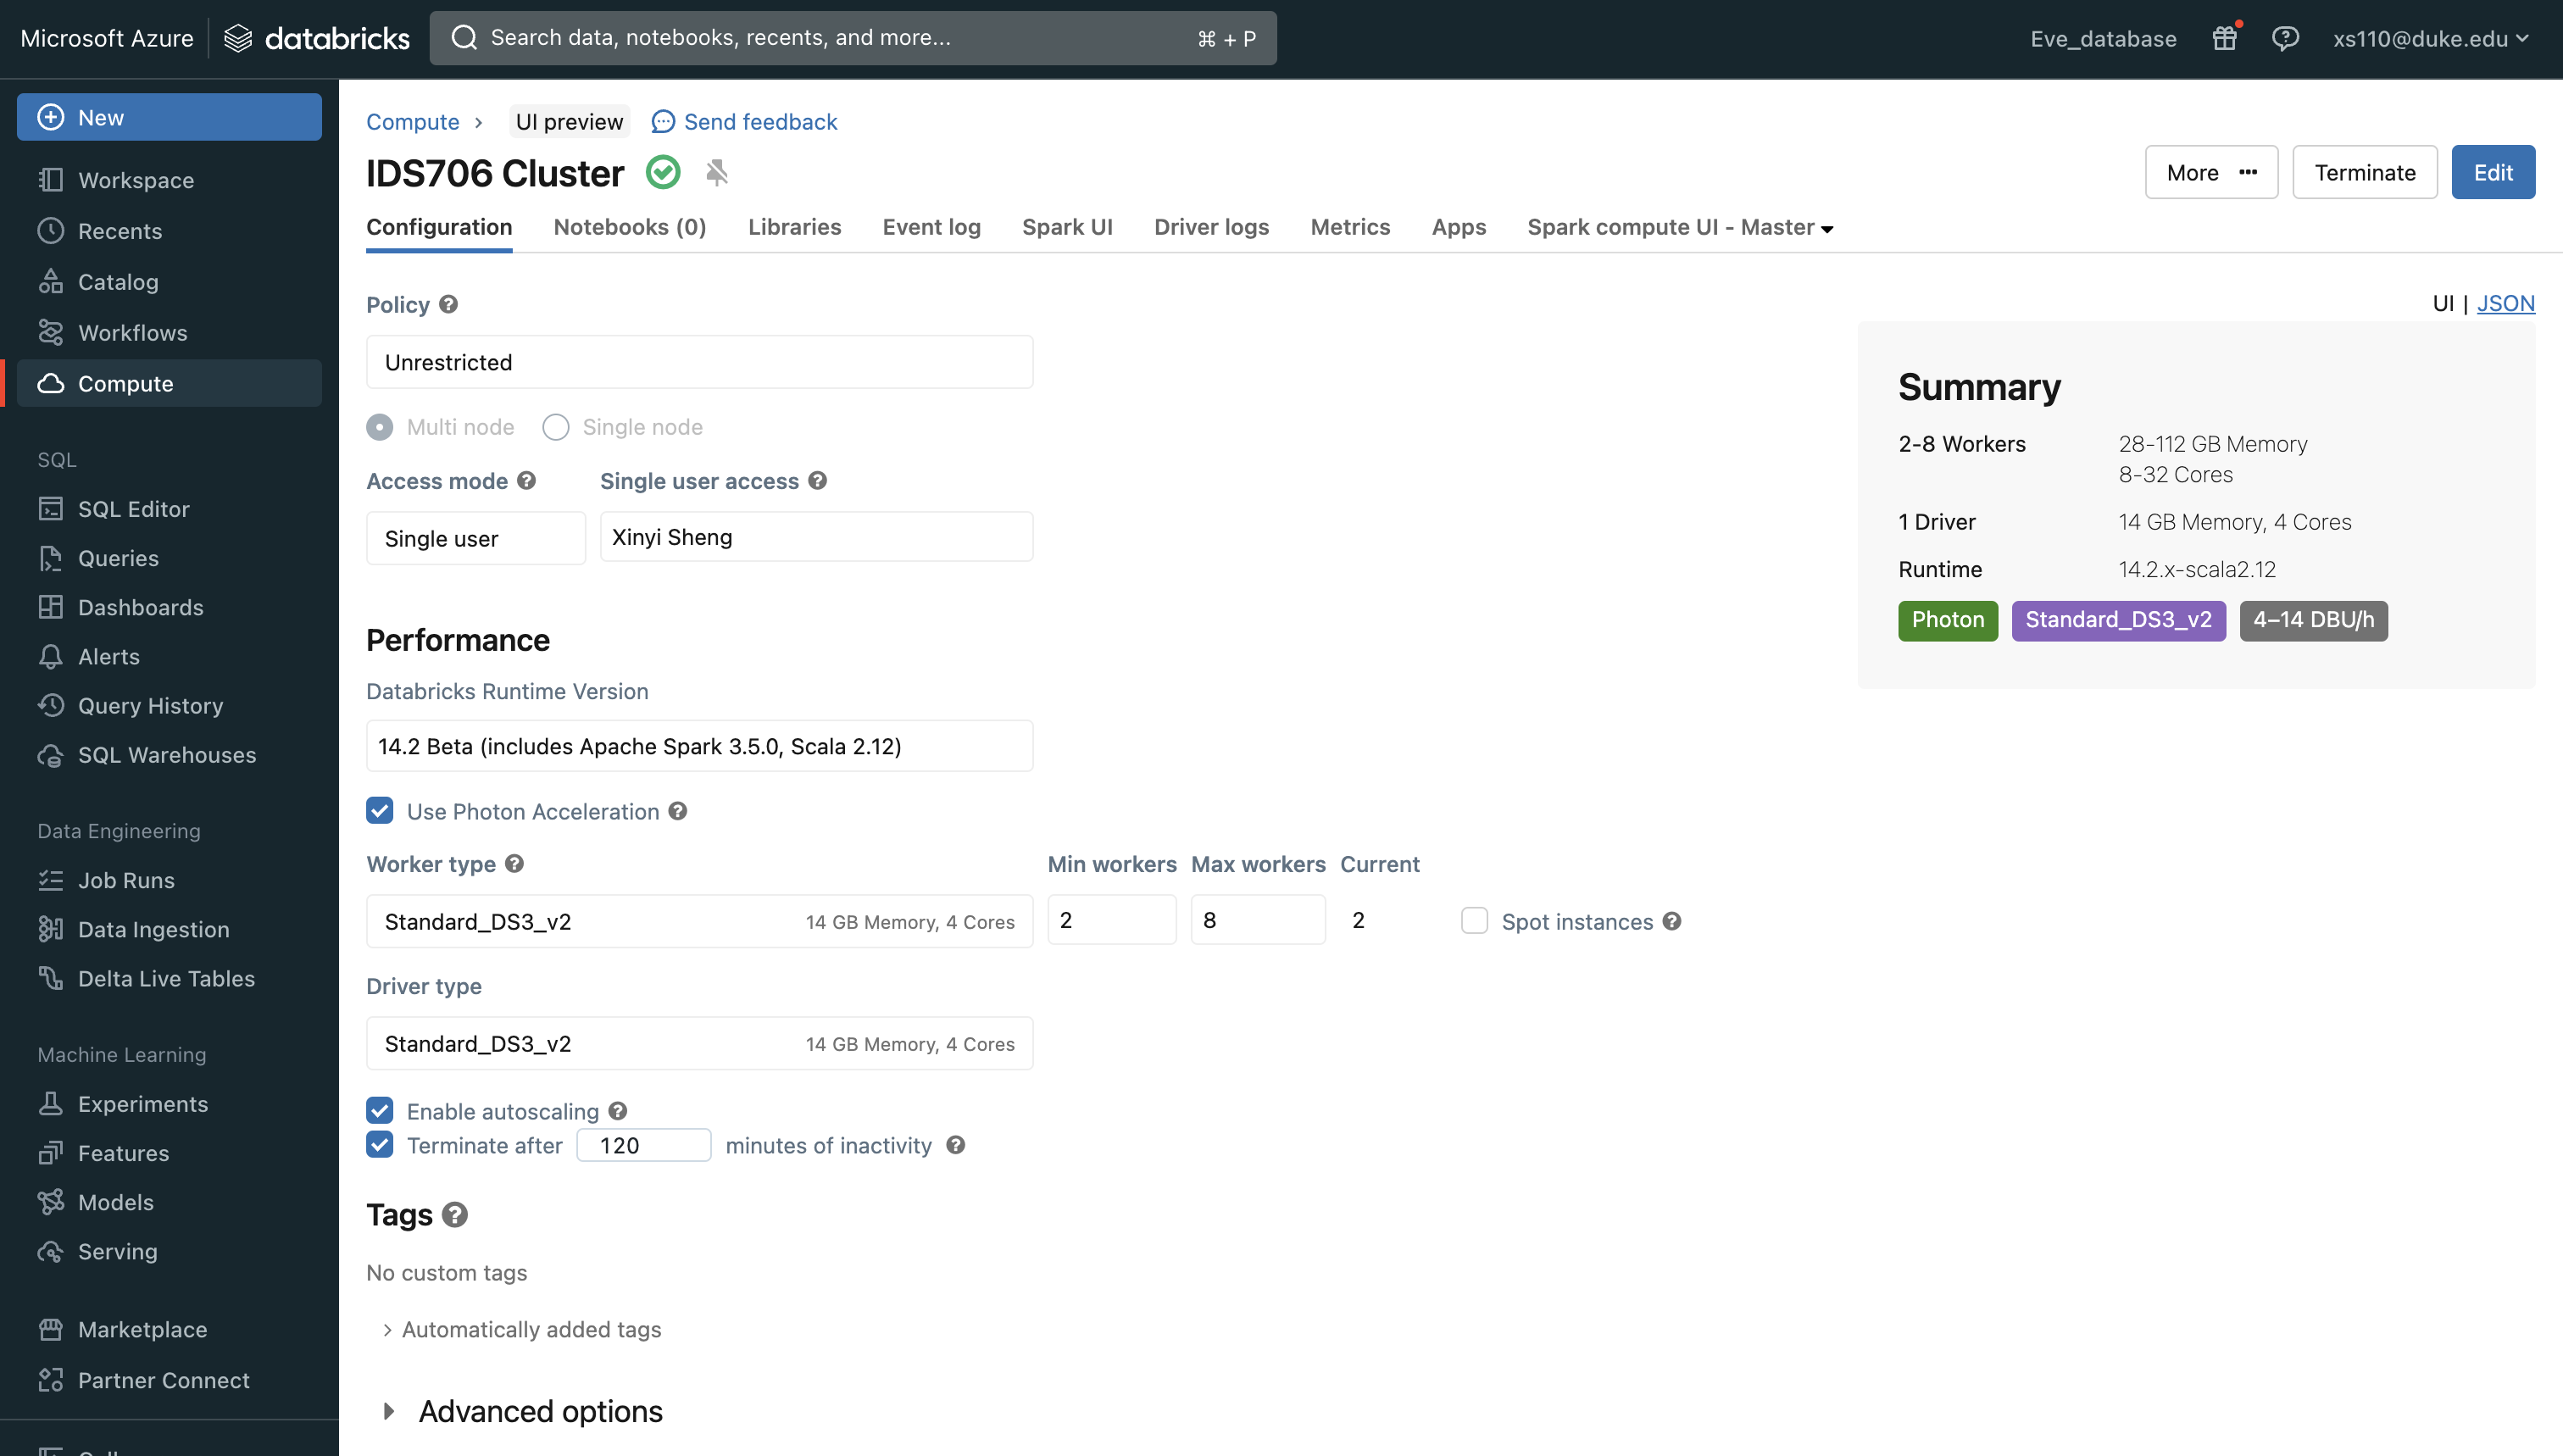 Microsoft Azure databricks Search data, notebooks, recents, and more... ⌘ + P Eve_database xs110@duke.edu
New
Workspace
Recents
Catalog
Workflows
Compute
SQL
SQL Editor
Queries
Dashboards
Alerts
Query History
SQL Warehouses
Data Engineering
Job Runs
Data Ingestion
Delta Live Tables
Machine Learning
Experiments
Features
Models
Serving
Marketplace
Partner Connect
Compute › UI preview Send feedback
IDS706 Cluster More ••• Terminate Edit
Configuration Notebooks (0) Libraries Event log Spark UI Driver logs Metrics Apps Spark compute UI - Master
UI | JSON
Policy
Unrestricted
Multi node Single node
Access mode Single user access
Single user Xinyi Sheng
Performance
Databricks Runtime Version
14.2 Beta (includes Apache Spark 3.5.0, Scala 2.12)
Use Photon Acceleration
Worker type Min workers Max workers Current
Standard_DS3_v2 14 GB Memory, 4 Cores 2 8 2 Spot instances
Driver type
Standard_DS3_v2 14 GB Memory, 4 Cores
Enable autoscaling
Terminate after 120 minutes of inactivity
Tags
No custom tags
Automatically added tags
Advanced options
Summary
2-8 Workers 28-112 GB Memory
8-32 Cores
1 Driver 14 GB Memory, 4 Cores
Runtime 14.2.x-scala2.12
Photon Standard_DS3_v2 4–14 DBU/h